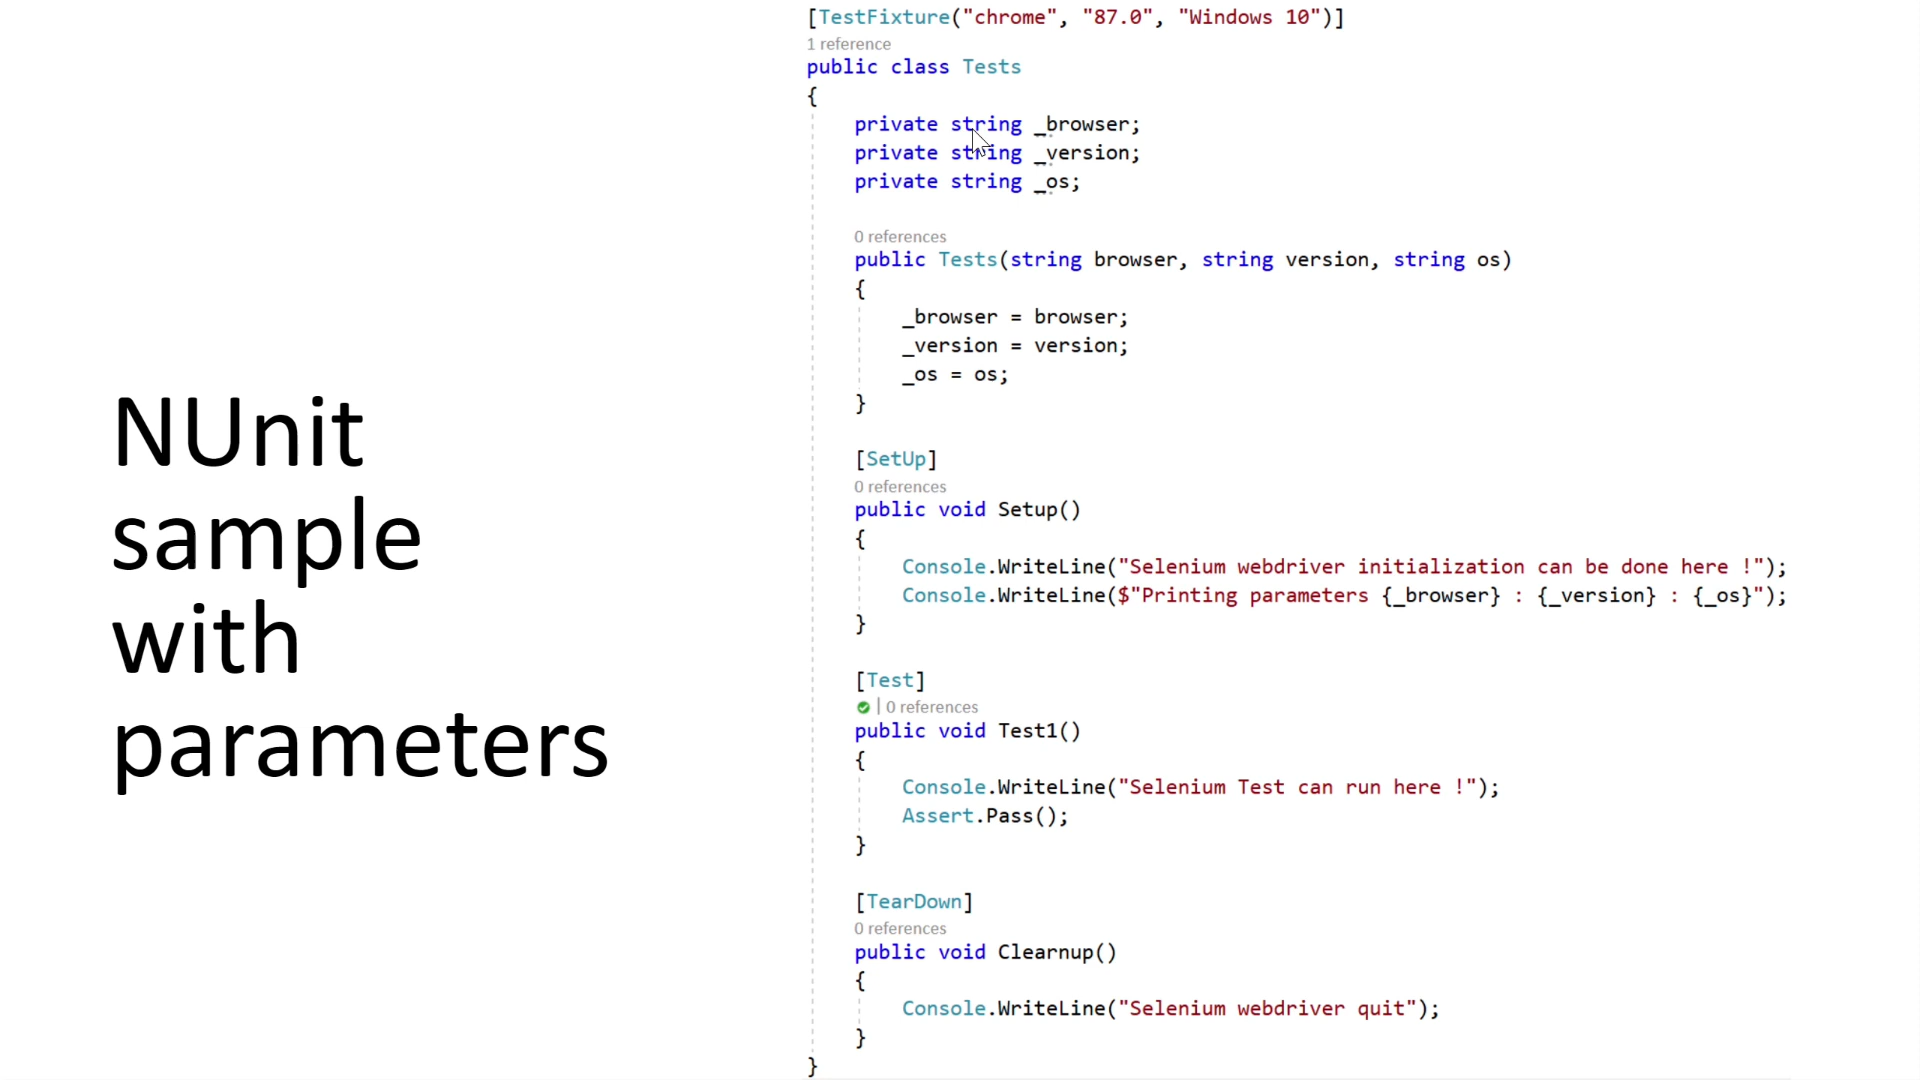 NUnit
sample
with
parameters
[TestFixture("chrome", "87.0", "Windows 10")]
1 reference
public class Tests
{
private string _browser;
private string _version;
private string _os;
0 references
public Tests(string browser, string version, string os)
{
_browser = browser;
_version = version;
_os = os;
}
[SetUp]
0 references
public void Setup()
{
Console.WriteLine("Selenium webdriver initialization can be done here !");
Console.WriteLine($"Printing parameters {_browser} : {_version} : {_os}");
}
[Test]
| 0 references
public void Test1()
{
Console.WriteLine("Selenium Test can run here !");
Assert.Pass();
}
[TearDown]
0 references
public void Clearnup()
{
Console.WriteLine("Selenium webdriver quit");
}
}